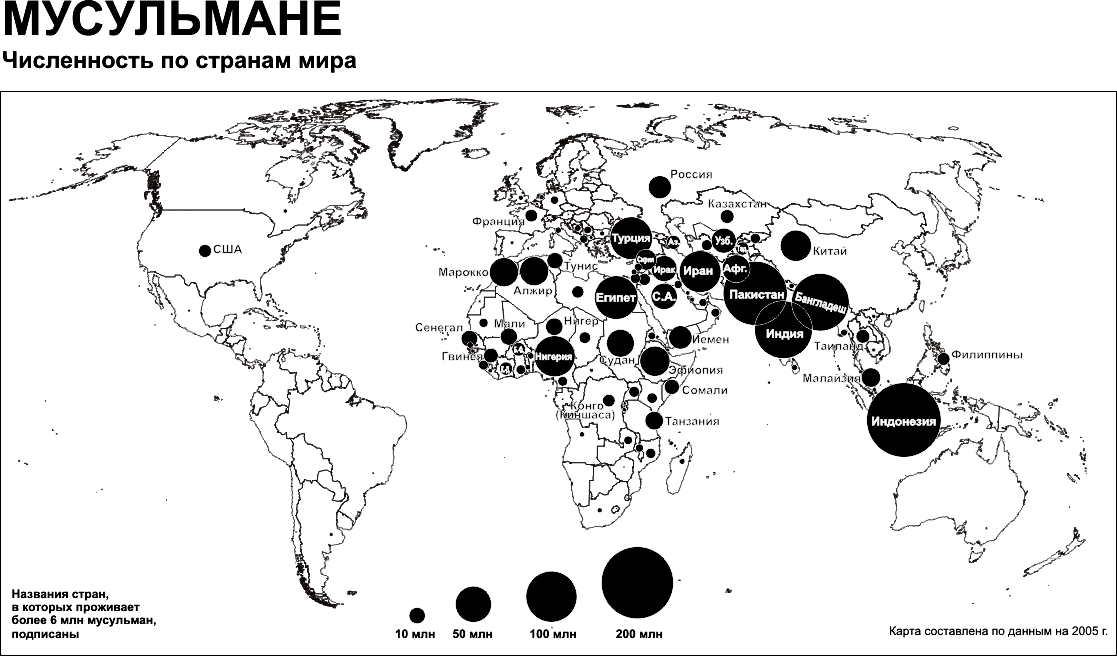 МУСУЛЬМАНЕ
Численность по странам мира
Россия
Казахстан
Франция
США
Турция
Аз.
Узб.
Китай
Марокко
Алжир
Тунис
Ирак
Иран
Афг.
Египет
С.А.
Пакистан
Бангладеш
Сенегал
Мали
Нигер
Индия
Йемен
Таиланд
Гвинея
Нигерия
Судан
Эфиопия
Филиппины
Малайзия
Сомали
Конго
(Киншаса)
Танзания
Индонезия
Названия стран,
в которых проживает
более 6 млн мусульман,
подписаны
10 млн
50 млн
100 млн
200 млн
Карта составлена по данным на 2005 г.